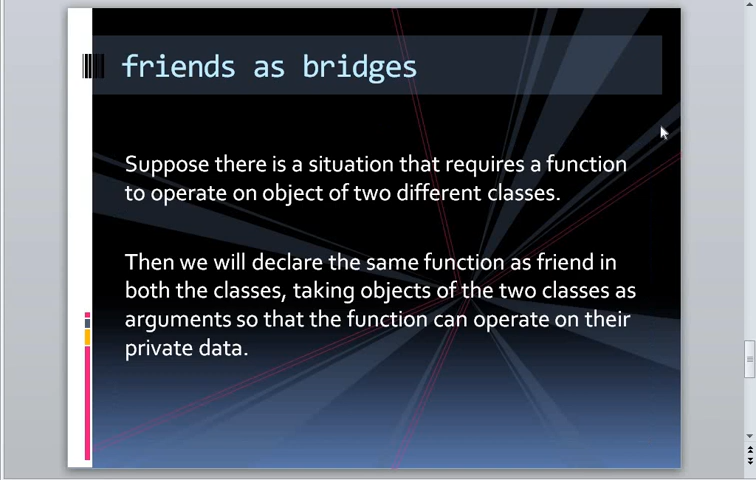 friends as bridges
Suppose there is a situation that requires a function
to operate on object of two different classes.
Then we will declare the same function as friend in
both the classes, taking objects of the two classes as
arguments so that the function can operate on their
private data.